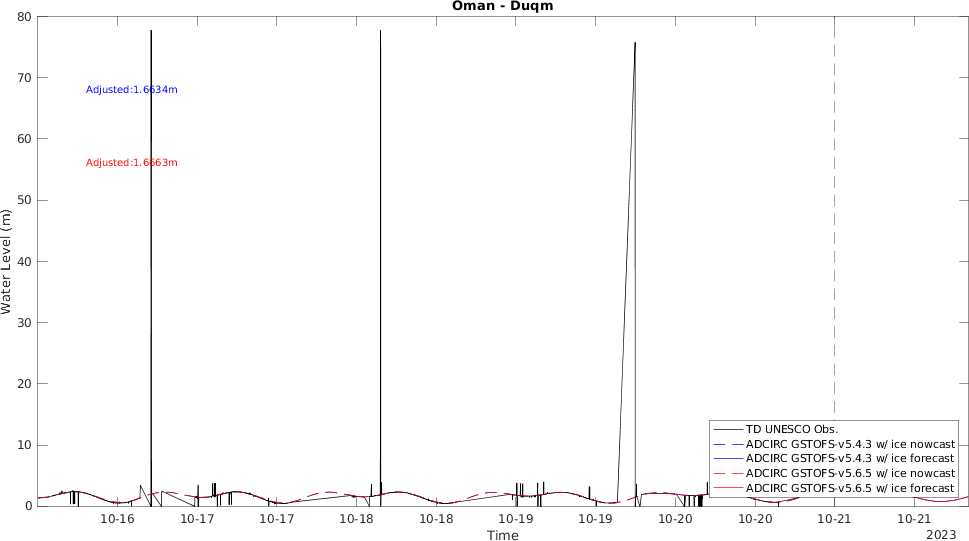 Oman - Duqm
80
70
60
50
40
30
20
10
0
Water Level (m)
Adjusted:1.6634m
Adjusted:1.6663m
TD UNESCO Obs.
ADCIRC GSTOFS-v5.4.3 w/ ice nowcast
ADCIRC GSTOFS-v5.4.3 w/ ice forecast
ADCIRC GSTOFS-v5.6.5 w/ ice nowcast
ADCIRC GSTOFS-v5.6.5 w/ ice forecast
10-16 10-17 10-17 10-18 10-18 10-19 10-19 10-20 10-20 10-21 10-21
Time
2023